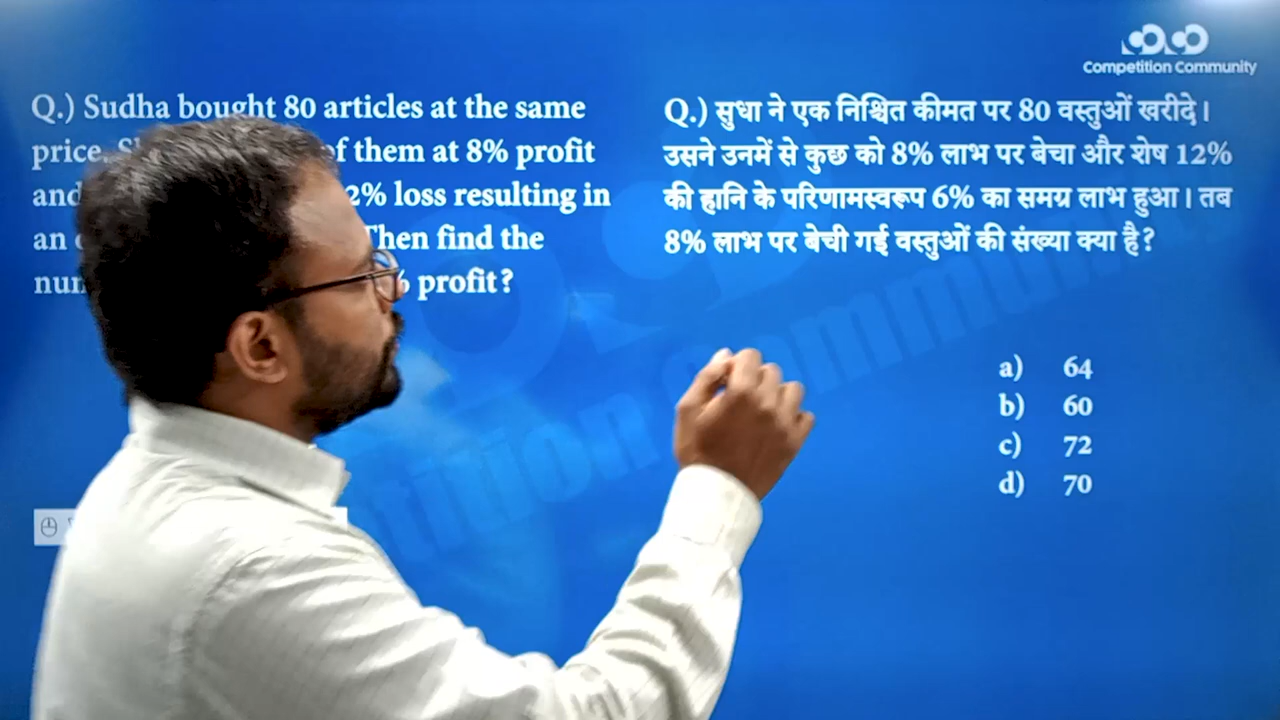 Competition Community
Q.) Sudha bought 80 articles at the same
price. of them at 8% profit
and 2% loss resulting in
an Then find the
% profit?
Q.) सुधा ने एक निश्चित कीमत पर 80 वस्तुओं खरीदे।
उसने उनमें से कुछ को 8% लाभ पर बेचा और शेष 12%
की हानि के परिणामस्वरूप 6% का समग्र लाभ हुआ। तब
8% लाभ पर बेची गई वस्तुओं की संख्या क्या है?
a) 64
b) 60
c) 72
d) 70